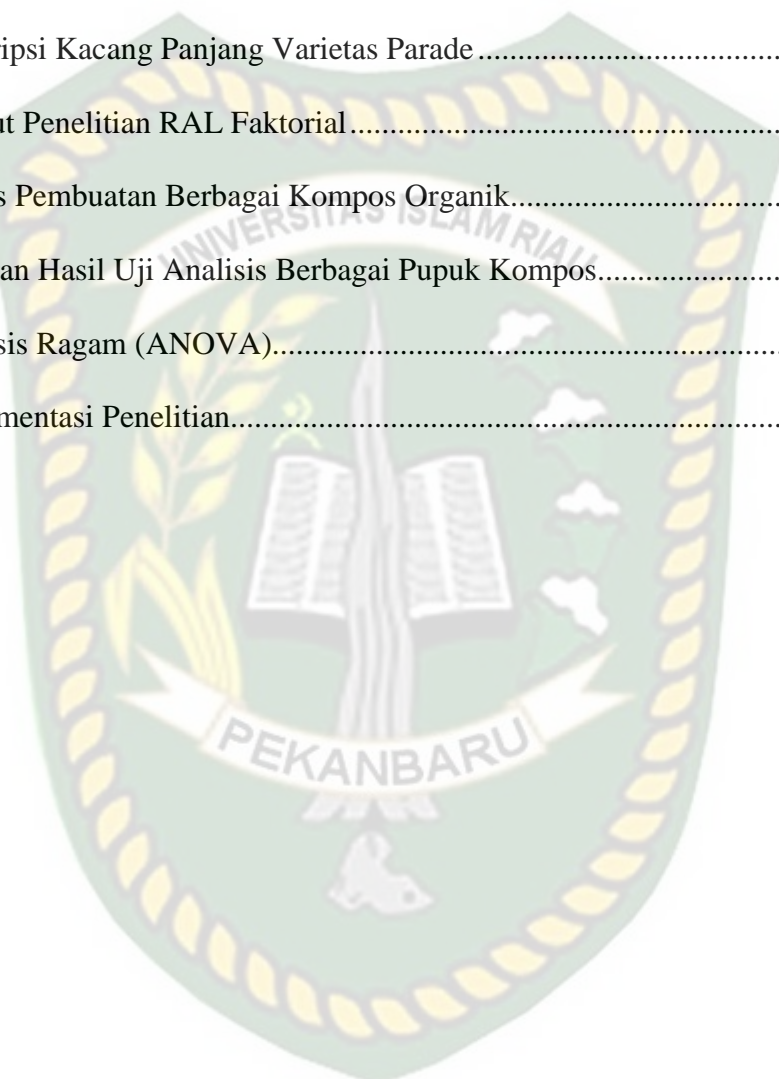 ripsi Kacang Panjang Varietas Parade..........................................
ut Penelitian RAL Faktorial..........................................................
s Pembuatan Berbagai Kompos Organik.....................................
an Hasil Uji Analisis Berbagai Pupuk Kompos..........................
sis Ragam (ANOVA)..................................................................
mentasi Penelitian........................................................................
UNIVERSITAS ISLAM RIAU
PEKANBARU